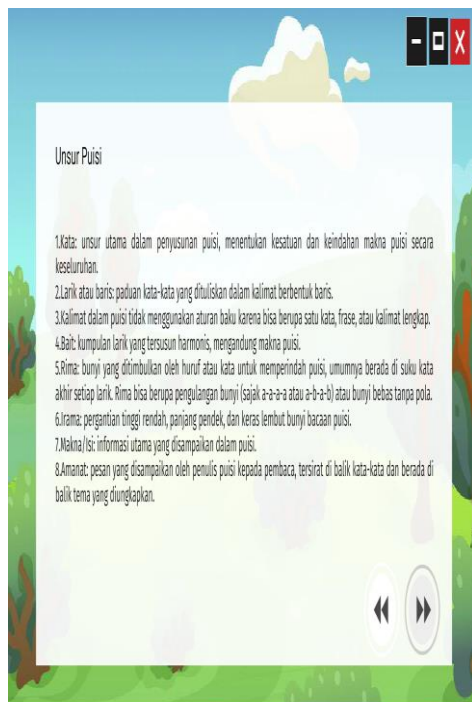 Unsur Puisi
1.Kata: unsur utama dalam penyusunan puisi, menentukan kesatuan dan keindahan makna puisi secara
keseluruhan.
2.Larik atau baris: paduan kata-kata yang dituliskan dalam kalimat berbentuk baris.
3.Kalimat dalam puisi tidak menggunakan aturan baku karena bisa berupa satu kata, frase, atau kalimat lengkap.
4.Bait: kumpulan larik yang tersusun harmonis, mengandung makna puisi.
5.Rima: bunyi yang ditimbulkan oleh huruf atau kata untuk memperindah puisi, umumnya berada di suku kata
akhir setiap larik. Rima bisa berupa pengulangan bunyi (sajak a-a-a-a atau a-b-a-b) atau bunyi bebas tanpa pola.
6.Irama: pergantian tinggi rendah, panjang pendek, dan keras lembut bunyi bacaan puisi.
7.Makna/Isi: informasi utama yang disampaikan dalam puisi.
8.Amanat: pesan yang disampaikan oleh penulis puisi kepada pembaca, tersirat di balik kata-kata dan berada di
balik tema yang diungkapkan.